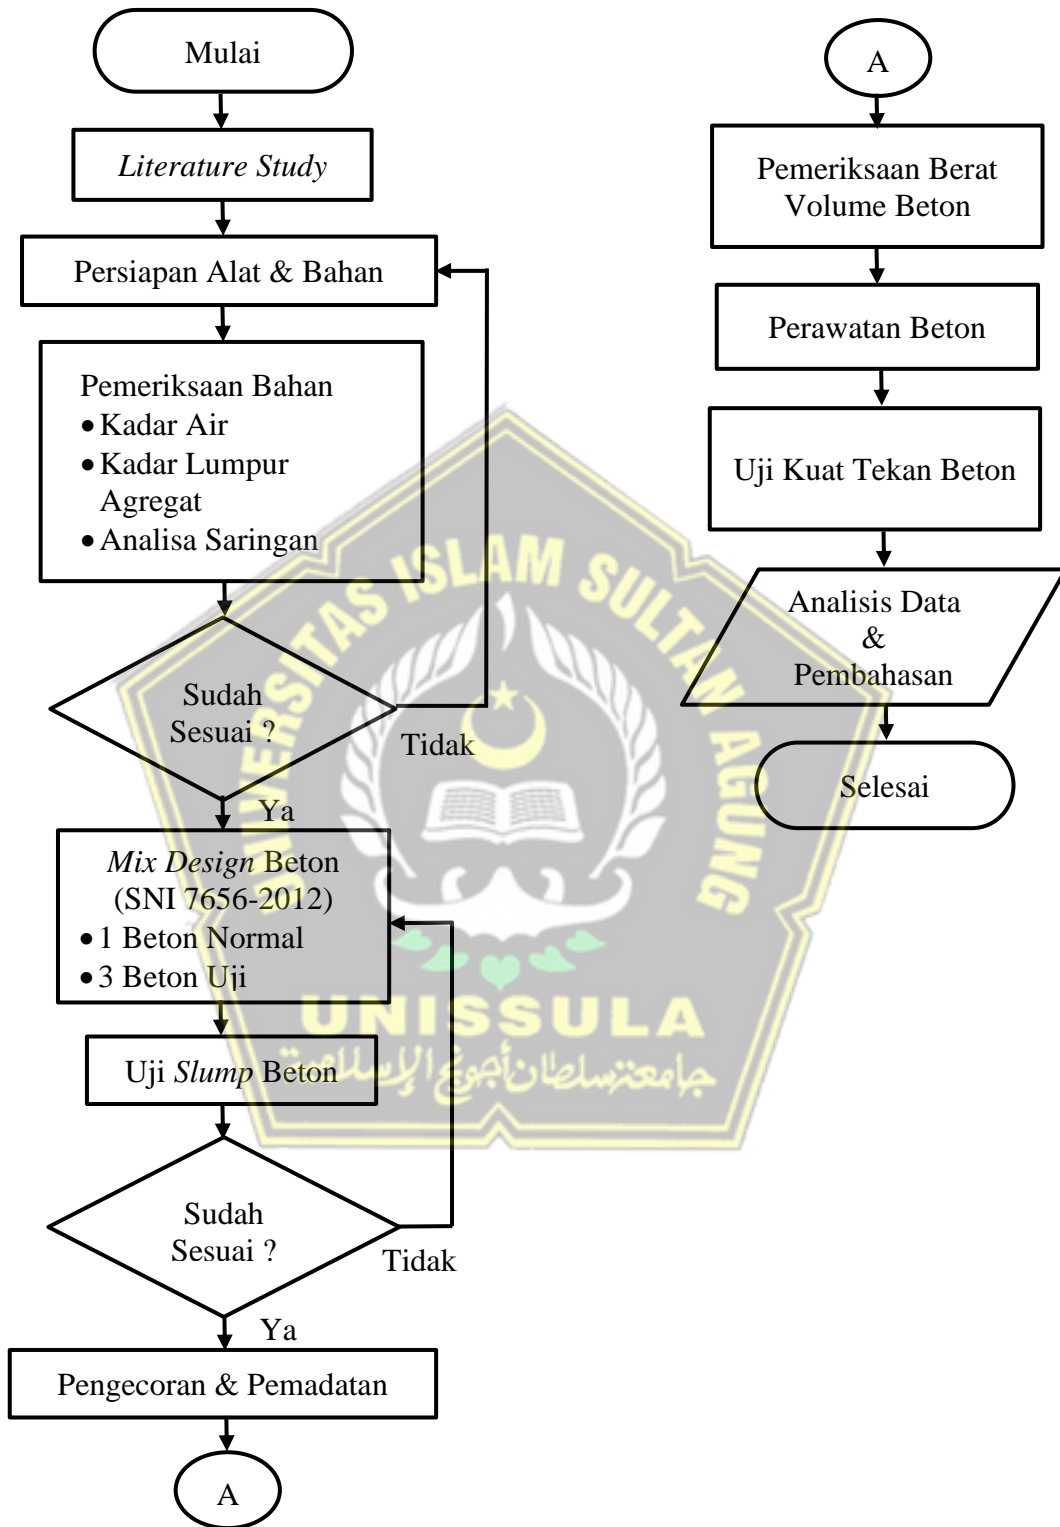 Mulai
Literature Study
Persiapan Alat & Bahan
Pemeriksaan Bahan
• Kadar Air
• Kadar Lumpur
Agregat
• Analisa Saringan
Sudah
Sesuai ?
Tidak
Ya
Mix Design Beton
(SNI 7656-2012)
• 1 Beton Normal
• 3 Beton Uji
Uji Slump Beton
Sudah
Sesuai ?
Tidak
Ya
Pengecoran & Pemadatan
A
A
Pemeriksaan Berat
Volume Beton
Perawatan Beton
Uji Kuat Tekan Beton
Analisis Data
&
Pembahasan
Selesai
UNIVERSITAS ISLAM SULTAN AGUNG
UNISSULA
جامعتنسلطان أجونج الإسلامية